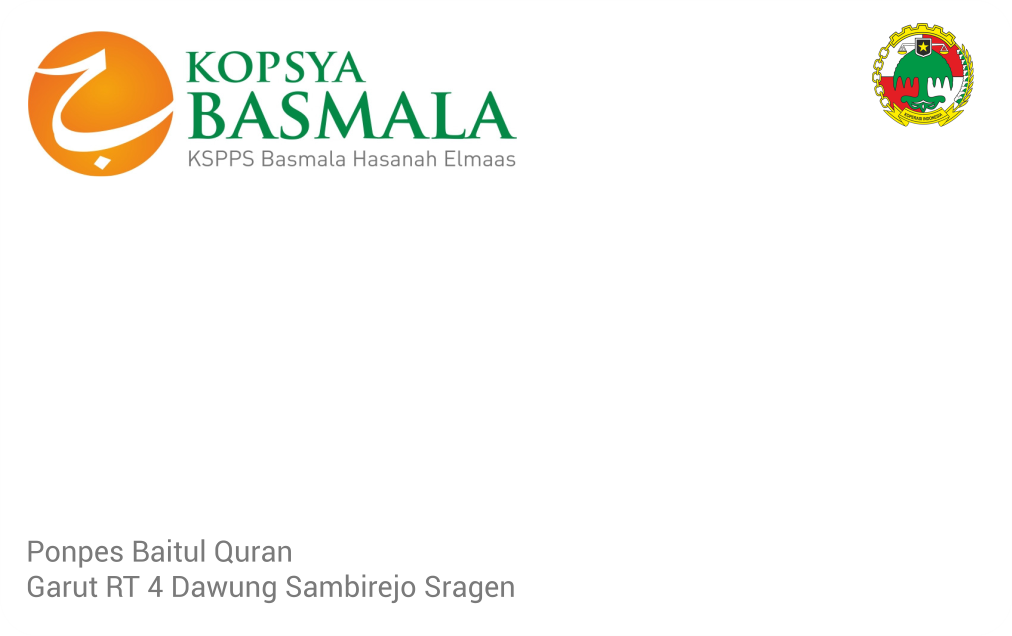 KOPSYA
BASMALA
KSPPS Basmala Hasanah Elmaas
KOPERASI INDONESIA
Ponpes Baitul Quran
Garut RT 4 Dawung Sambirejo Sragen